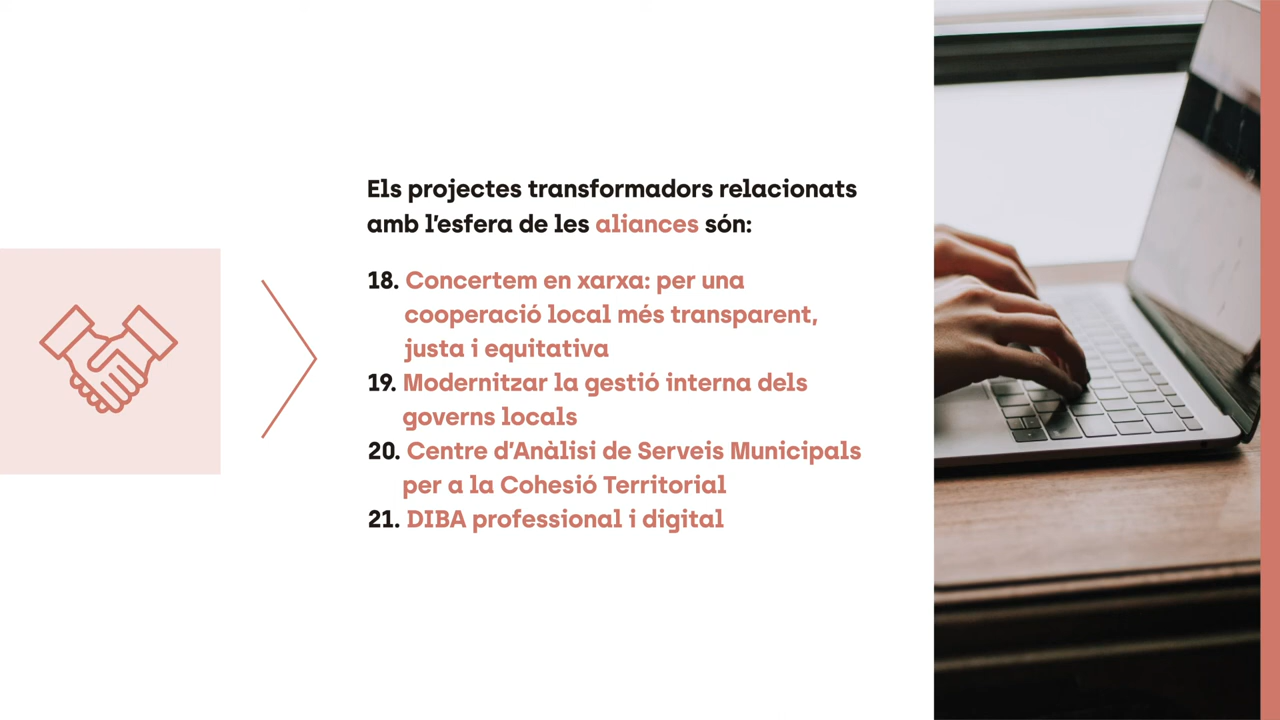 Els projectes transformadors relacionats
amb l'esfera de les aliances són:
18. Concertem en xarxa: per una
cooperació local més transparent,
justa i equitativa
19. Modernitzar la gestió interna dels
governs locals
20. Centre d'Anàlisi de Serveis Municipals
per a la Cohesió Territorial
21. DIBA professional i digital